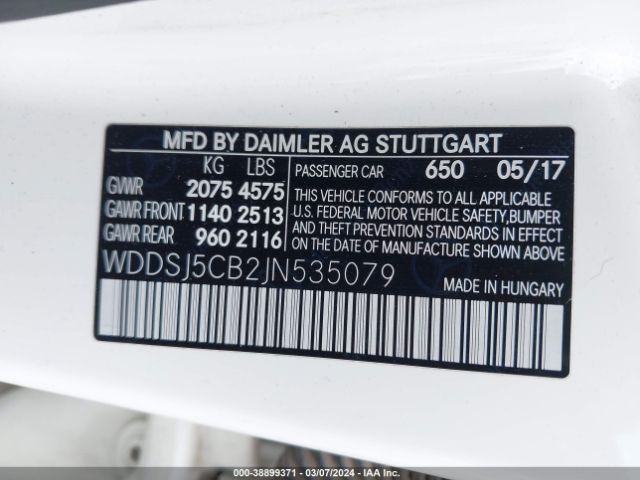 MFD BY DAIMLER AG STUTTGART
KG LBS
GVWR 2075 4575
GAWR FRONT 1140 2513
GAWR REAR 960 2116
PASSENGER CAR 650 05/17
THIS VEHICLE CONFORMS TO ALL APPLICABLE
U.S. FEDERAL MOTOR VEHICLE SAFETY,BUMPER
& THEFT PREVENTION STANDARDS IN EFFECT
ON THE DATE OF MANUFACTURE SHOWN ABOVE
WDDSJ5CB2JN535079
MADE IN HUNGARY
OWNER: (000) - 38899371 | 03/07/2024 | IAA Inc.